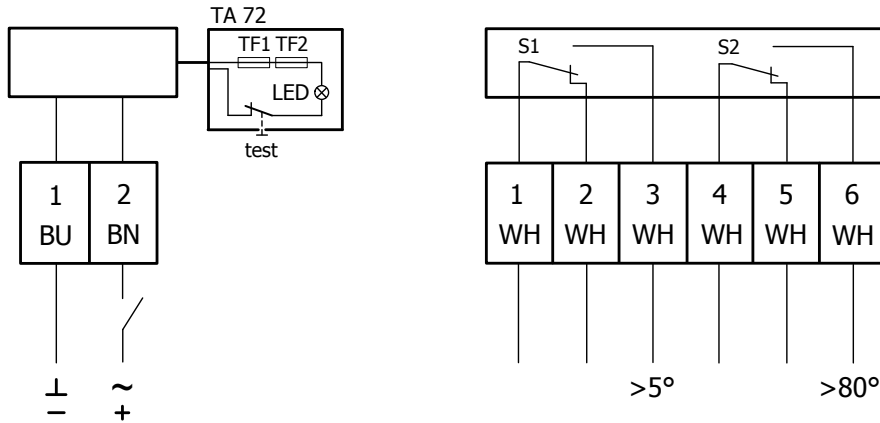 TA 72
TF1 TF2
LED
test
S1 S2
1 2
BU BN
1 2 3 4 5 6
WH WH WH WH WH WH
⊥ ~
− +
>5° >80°